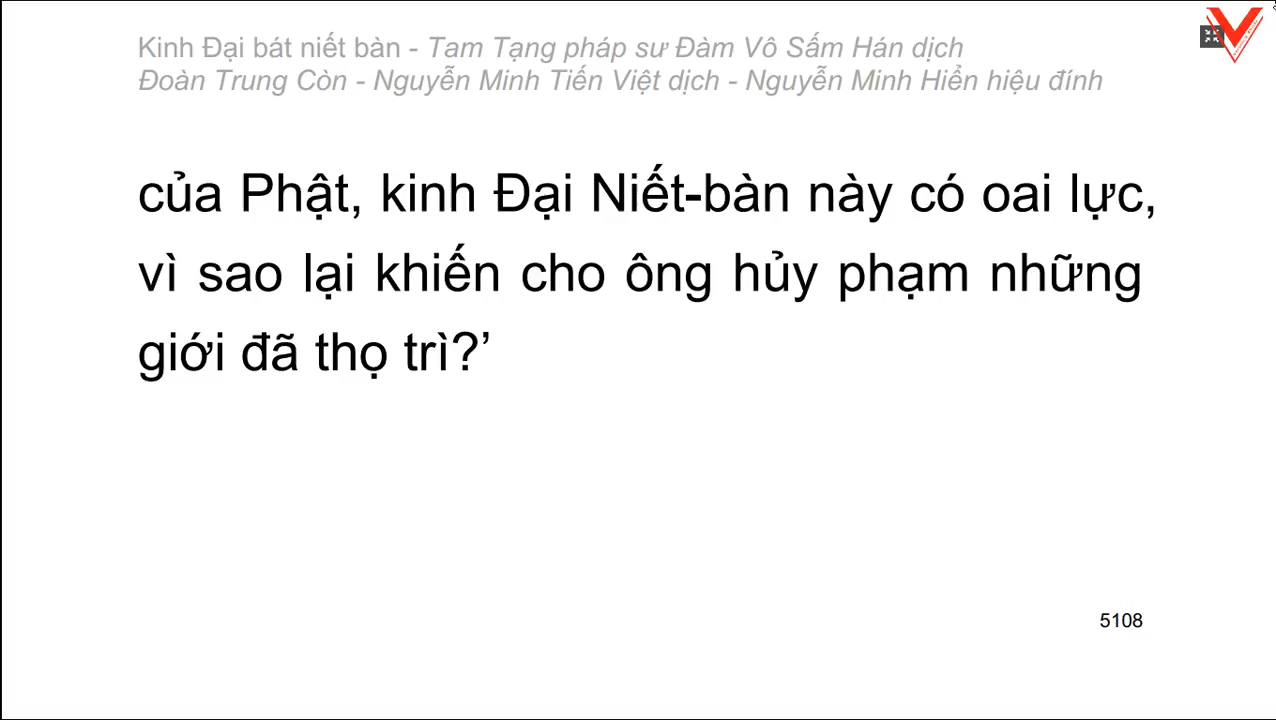 Kinh Đại bát niết bàn - Tam Tạng pháp sư Đàm Vô Sấm Hán dịch
Đoàn Trung Còn - Nguyễn Minh Tiến Việt dịch - Nguyễn Minh Hiển hiệu đính
của Phật, kinh Đại Niết-bàn này có oai lực,
vì sao lại khiến cho ông hủy phạm những
giới đã thọ trì?’
5108